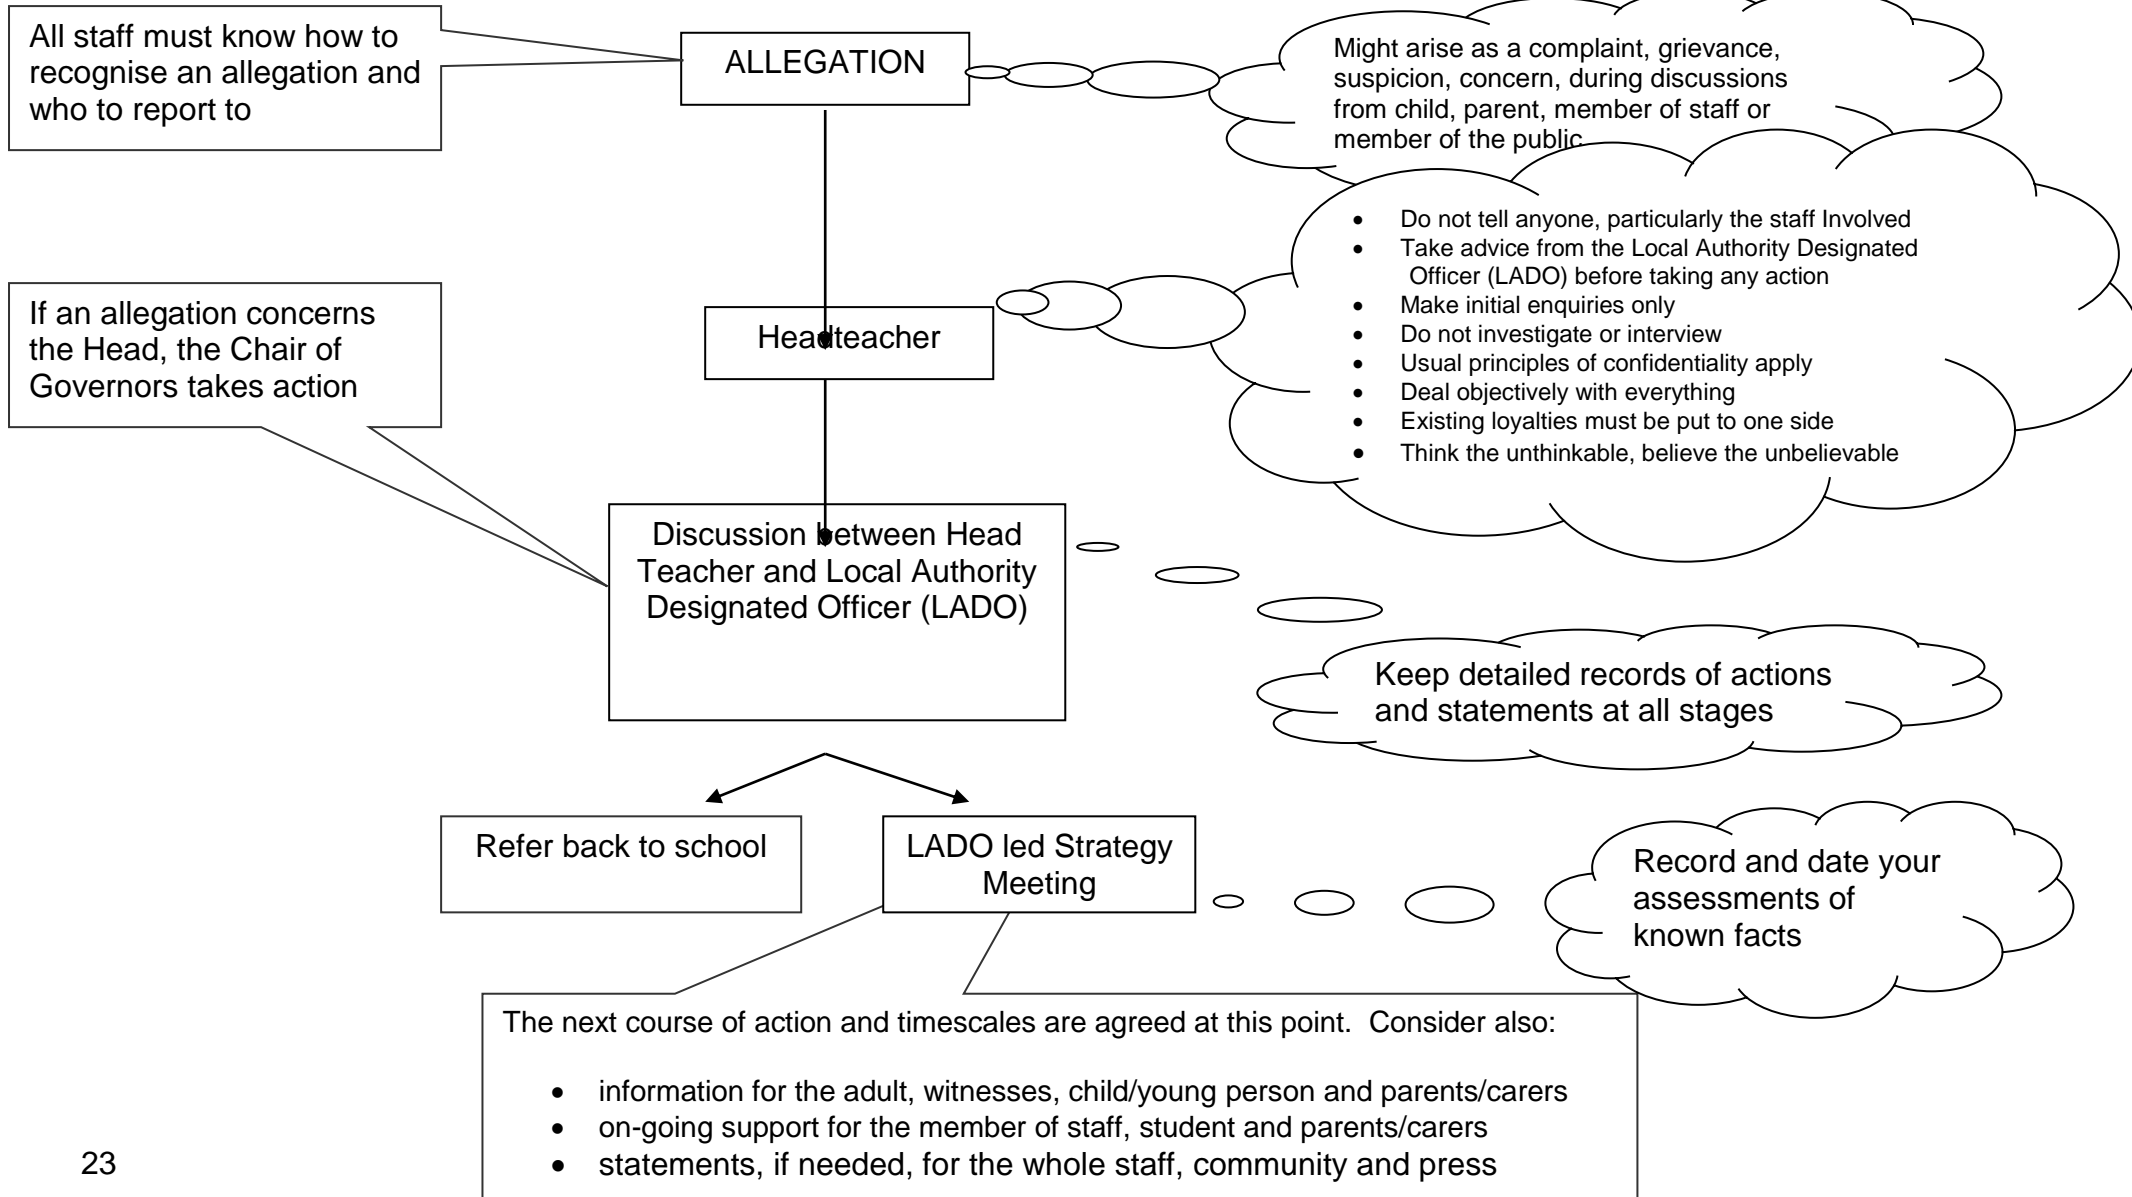 All staff must know how to
recognise an allegation and
who to report to
ALLEGATION
Might arise as a complaint, grievance,
suspicion, concern, during discussions
from child, parent, member of staff or
member of the public
• Do not tell anyone, particularly the staff Involved
• Take advice from the Local Authority Designated
Officer (LADO) before taking any action
• Make initial enquiries only
• Do not investigate or interview
• Usual principles of confidentiality apply
• Deal objectively with everything
• Existing loyalties must be put to one side
• Think the unthinkable, believe the unbelievable
If an allegation concerns
the Head, the Chair of
Governors takes action
Headteacher
Discussion between Head
Teacher and Local Authority
Designated Officer (LADO)
Keep detailed records of actions
and statements at all stages
Refer back to school
LADO led Strategy
Meeting
Record and date your
assessments of
known facts
The next course of action and timescales are agreed at this point.  Consider also:
• information for the adult, witnesses, child/young person and parents/carers
• on-going support for the member of staff, student and parents/carers
• statements, if needed, for the whole staff, community and press
23